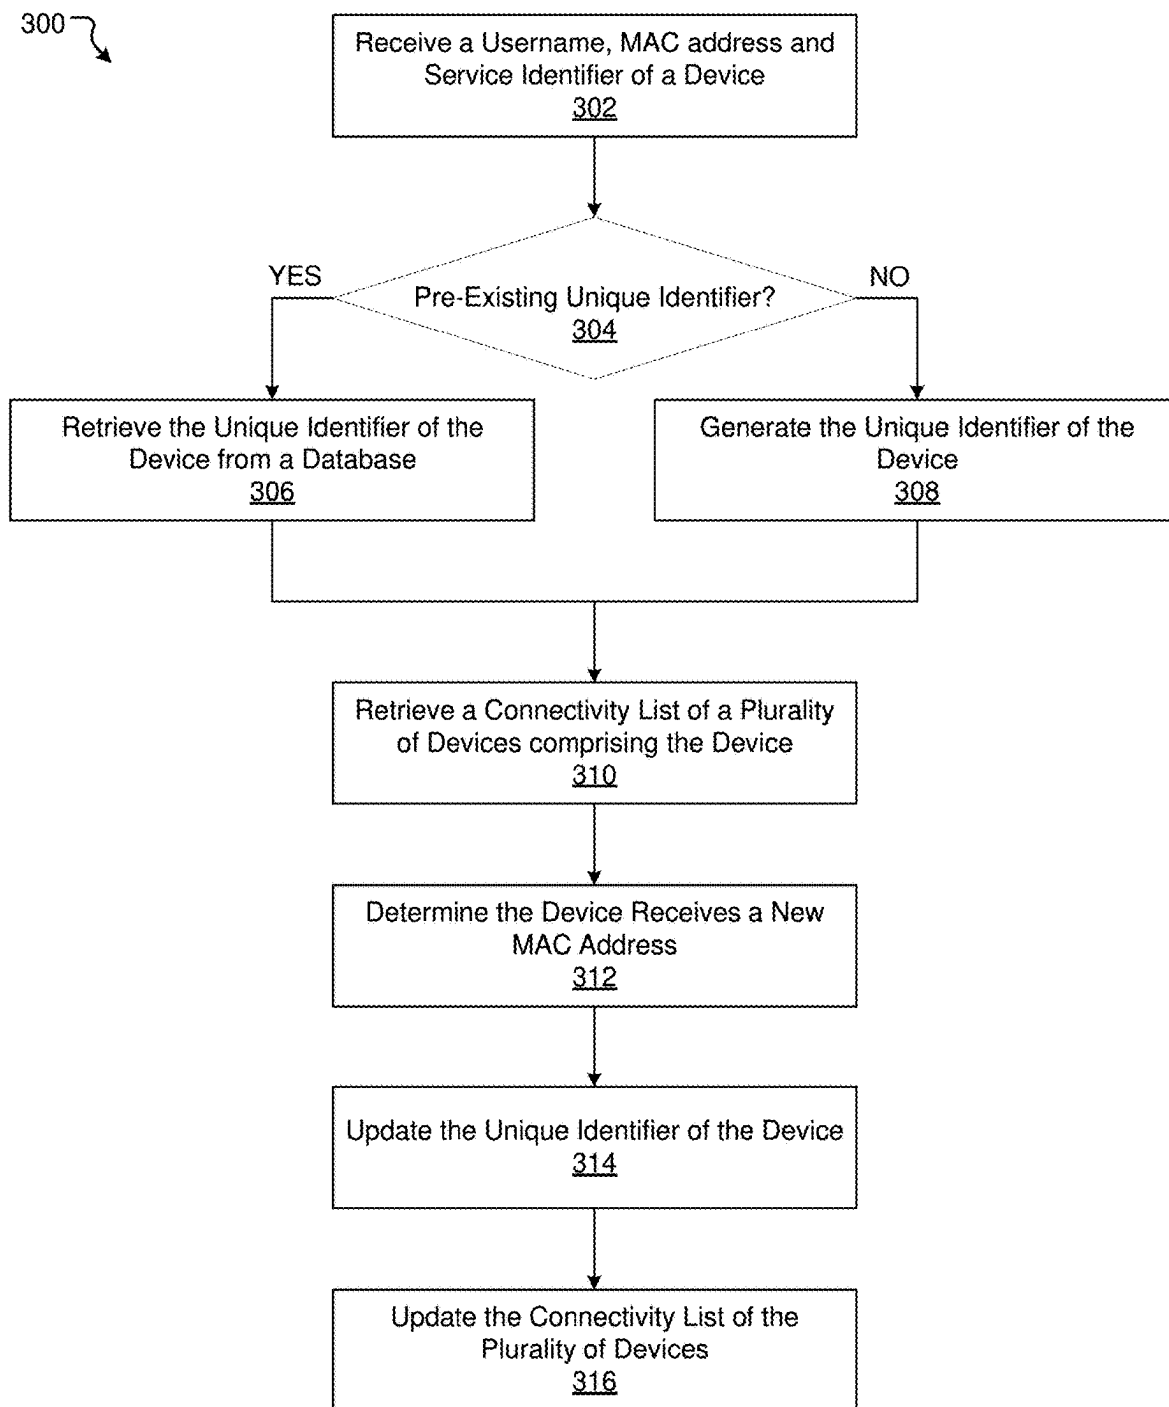 300
Receive a Username, MAC address and
Service Identifier of a Device
302
YES
NO
Pre-Existing Unique Identifier?
304
Retrieve the Unique Identifier of the
Device from a Database
306
Generate the Unique Identifier of the
Device
308
Retrieve a Connectivity List of a Plurality
of Devices comprising the Device
310
Determine the Device Receives a New
MAC Address
312
Update the Unique Identifier of the Device
314
Update the Connectivity List of the
Plurality of Devices
316